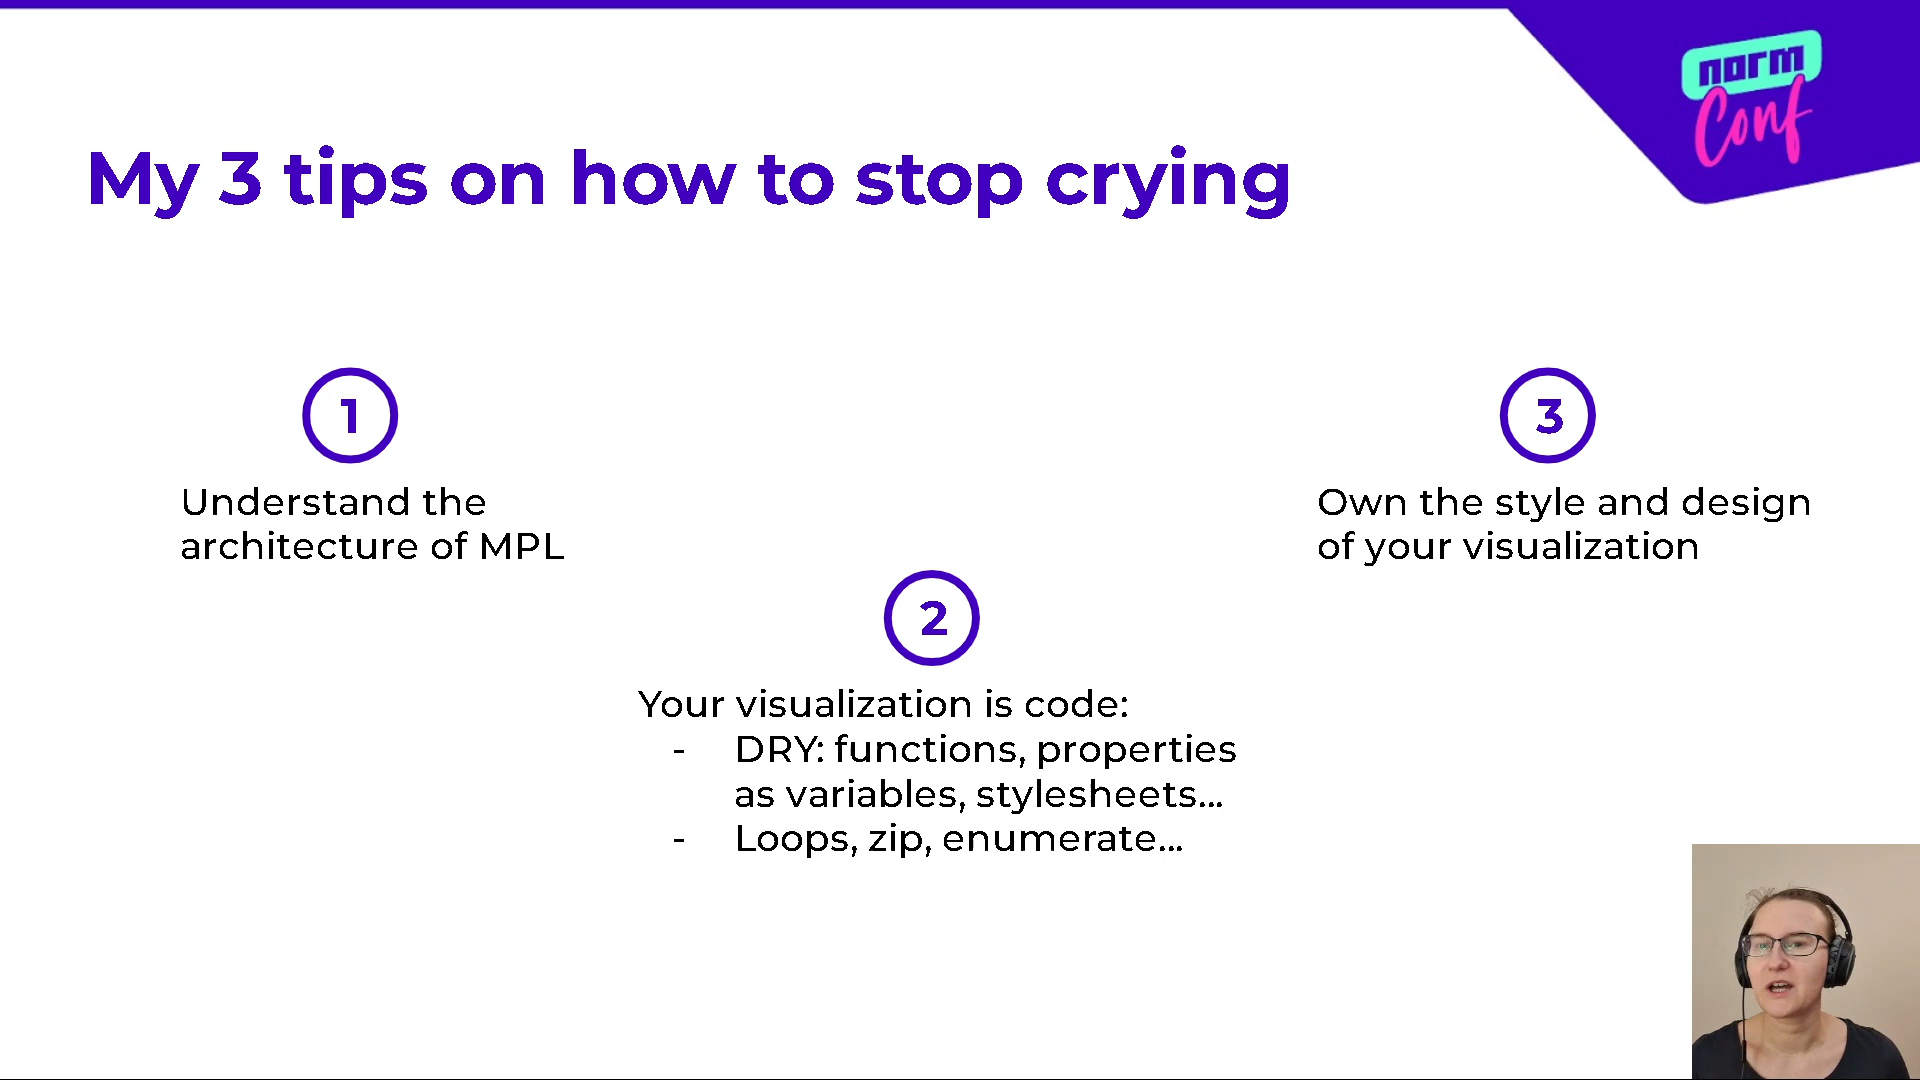 norm
Conf
My 3 tips on how to stop crying
1
Understand the
architecture of MPL
2
Your visualization is code:
- DRY: functions, properties
as variables, stylesheets...
- Loops, zip, enumerate...
3
Own the style and design
of your visualization